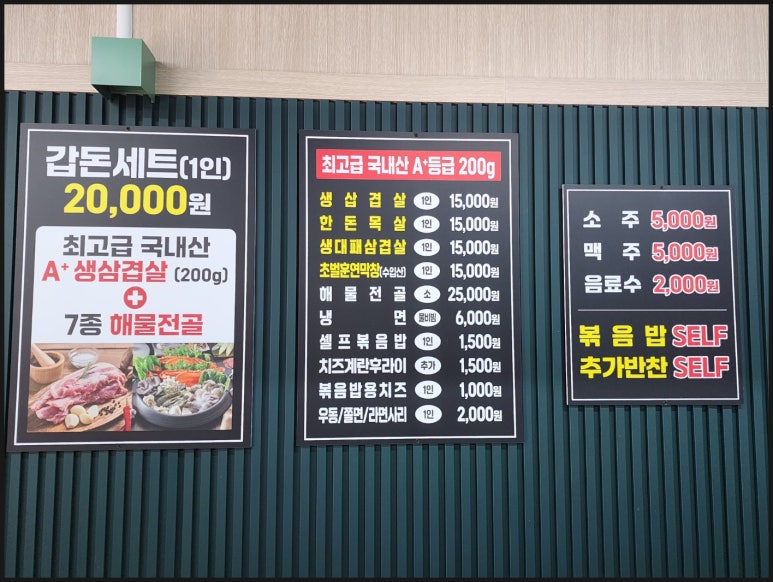 갑돈세트(1인)
20,000원
최고급 국내산
A+ 생삼겹살 (200g)
7종 해물전골
최고급 국내산 A+등급 200g
생삼겹살 1인 15,000원
한돈목살 1인 15,000원
생대패삼겹살 1인 15,000원
초벌훈연막창(수입산) 1인 15,000원
해물전골 소 25,000원
냉면 물비빔 6,000원
셀프볶음밥 1인 1,500원
치즈계란후라이 추가 1,500원
볶음밥용치즈 1인 1,000원
우동/쫄면/라면사리 1인 2,000원
소주 5,000원
맥주 5,000원
음료수 2,000원
볶음밥 SELF
추가반찬 SELF